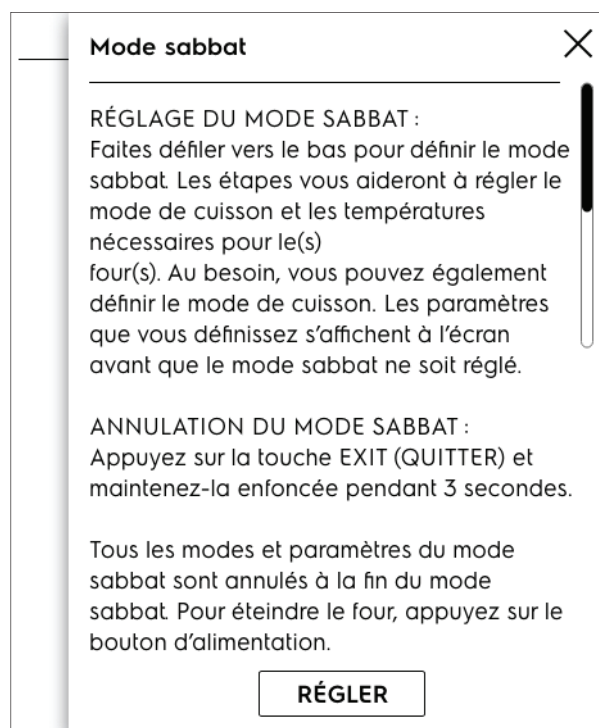 Mode sabbat
RÉGLAGE DU MODE SABBAT :
Faites défiler vers le bas pour définir le mode
sabbat. Les étapes vous aideront à régler le
mode de cuisson et les températures
nécessaires pour le(s)
four(s). Au besoin, vous pouvez également
définir le mode de cuisson. Les paramètres
que vous définissez s’affichent à l’écran
avant que le mode sabbat ne soit réglé.
ANNULATION DU MODE SABBAT :
Appuyez sur la touche EXIT (QUITTER) et
maintenez-la enfoncée pendant 3 secondes.
Tous les modes et paramètres du mode
sabbat sont annulés à la fin du mode
sabbat. Pour éteindre le four, appuyez sur le
bouton d’alimentation.
RÉGLER